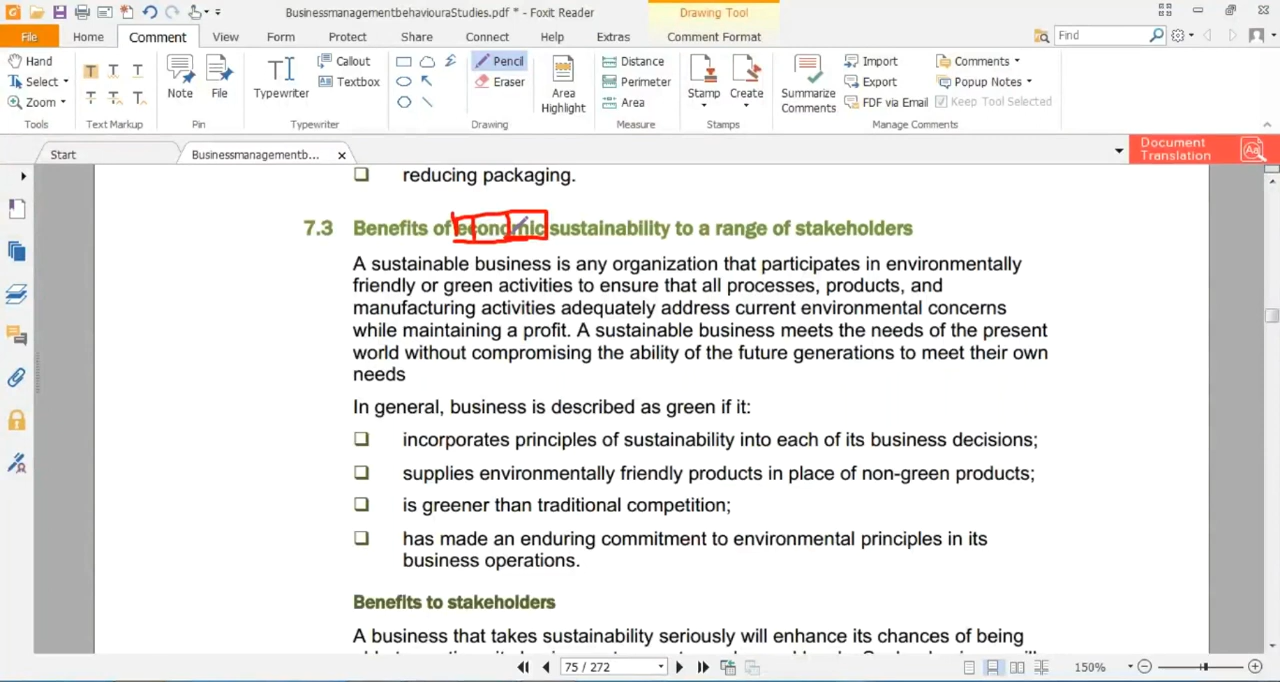 BusinessmanagementbehaviouraStudies.pdf * - Foxit Reader
Drawing Tool
File Home Comment View Form Protect Share Connect Help Extras Comment Format
Find
Hand
Select
Zoom
Tools
Text Markup
Note
File
Pin
Typewriter
Callout
Textbox
Typewriter
Pencil
Eraser
Area
Highlight
Drawing
Distance
Perimeter
Area
Measure
Stamp
Create
Stamps
Summarize
Comments
Import
Export
FDF via Email
Comments
Popup Notes
Keep Tool Selected
Manage Comments
Start
Businessmanagementb...
Document
Translation
reducing packaging.
7.3 Benefits of economic sustainability to a range of stakeholders
A sustainable business is any organization that participates in environmentally
friendly or green activities to ensure that all processes, products, and
manufacturing activities adequately address current environmental concerns
while maintaining a profit. A sustainable business meets the needs of the present
world without compromising the ability of the future generations to meet their own
needs
In general, business is described as green if it:
incorporates principles of sustainability into each of its business decisions;
supplies environmentally friendly products in place of non-green products;
is greener than traditional competition;
has made an enduring commitment to environmental principles in its
business operations.
Benefits to stakeholders
A business that takes sustainability seriously will enhance its chances of being
75 / 272
150%